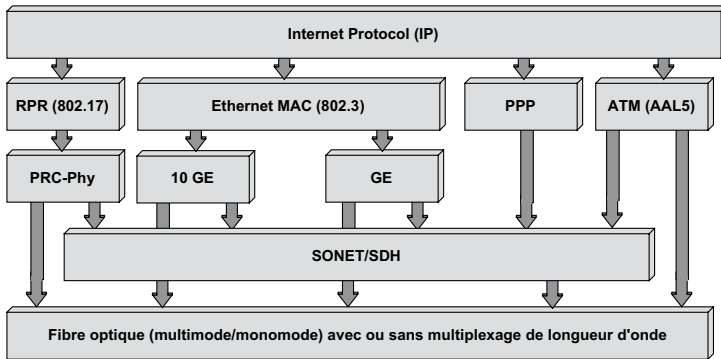 Internet Protocol (IP)
RPR (802.17)
Ethernet MAC (802.3)
PPP
ATM (AAL5)
PRC-Phy
10 GE
GE
SONET/SDH
Fibre optique (multimode/monomode) avec ou sans multiplexage de longueur d'onde